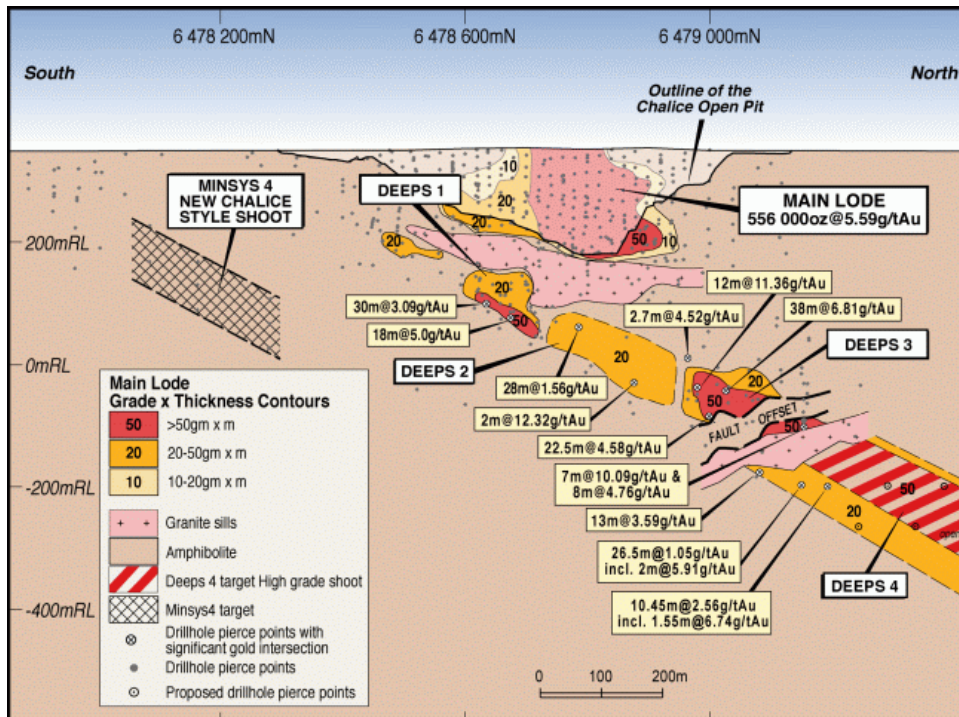 6 478 200mN
6 478 600mN
6 479 000mN
South
North
Outline of the
Chalice Open Pit
MINSYS 4
NEW CHALICE
STYLE SHOOT
DEEPS 1
10
20
20
50
10
MAIN LODE
556 000oz@5.59g/tAu
200mRL
20
20
50
30m@3.09g/tAu
18m@5.0g/tAu
12m@11.36g/tAu
2.7m@4.52g/tAu
38m@6.81g/tAu
0mRL
DEEPS 2
20
DEEPS 3
28m@1.56g/tAu
20
50
2m@12.32g/tAu
FAULT OFFSET
50
22.5m@4.58g/tAu
7m@10.09g/tAu &
8m@4.76g/tAu
-200mRL
13m@3.59g/tAu
50
20
open
26.5m@1.05g/tAu
incl. 2m@5.91g/tAu
DEEPS 4
10.45m@2.56g/tAu
incl. 1.55m@6.74g/tAu
-400mRL
Main Lode
Grade x Thickness Contours
50 >50gm x m
20 20-50gm x m
10 10-20gm x m
Granite sills
Amphibolite
Deeps 4 target High grade shoot
Minsys4 target
Drillhole pierce points with
significant gold intersection
Drillhole pierce points
Proposed drillhole pierce points
0 100 200m